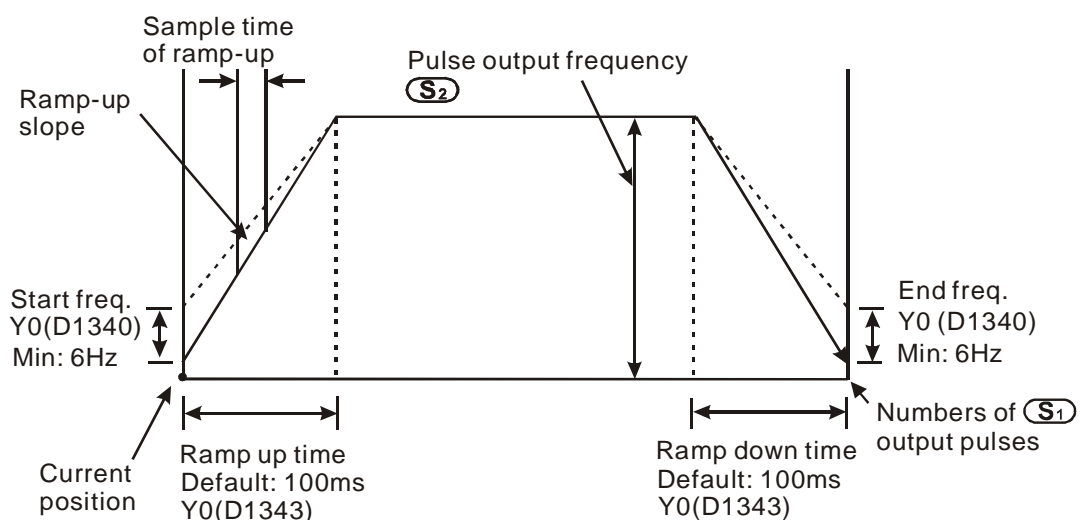 Sample time
of ramp-up
Pulse output frequency
S2
Ramp-up
slope
Start freq.
Y0(D1340)
Min: 6Hz
End freq.
Y0 (D1340)
Min: 6Hz
Current
position
Ramp up time
Default: 100ms
Y0(D1343)
Ramp down time
Default: 100ms
Y0(D1343)
Numbers of S1
output pulses